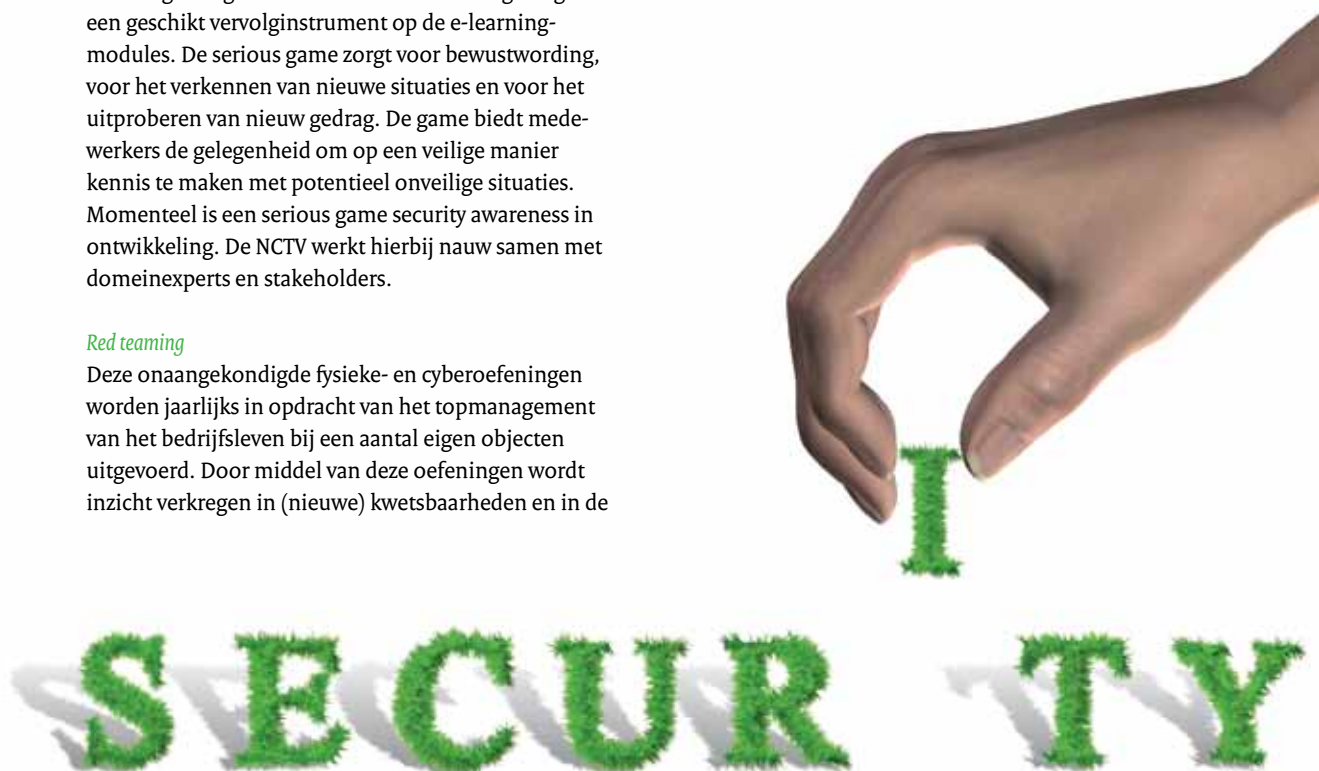 een geschikt vervolginstrument op de e-learning-
modules. De serious game zorgt voor bewustwording,
voor het verkennen van nieuwe situaties en voor het
uitproberen van nieuw gedrag. De game biedt mede-
werkers de gelegenheid om op een veilige manier
kennis te maken met potentieel onveilige situaties.
Momenteel is een serious game security awareness in
ontwikkeling. De NCTV werkt hierbij nauw samen met
domeinexperts en stakeholders.
Red teaming
Deze onaangekondigde fysieke- en cyberoefeningen
worden jaarlijks in opdracht van het topmanagement
van het bedrijfsleven bij een aantal eigen objecten
uitgevoerd. Door middel van deze oefeningen wordt
inzicht verkregen in (nieuwe) kwetsbaarheden en in de
I
SECUR TY